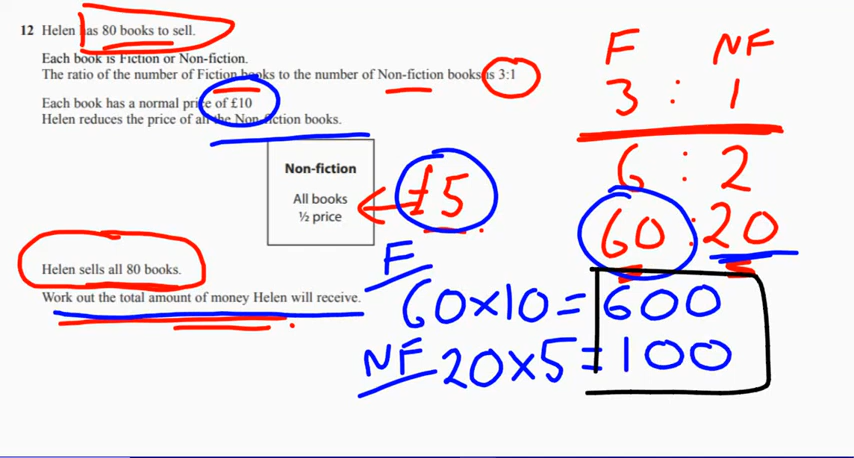 12 Helen has 80 books to sell.
Each book is Fiction or Non-fiction.
The ratio of the number of Fiction books to the number of Non-fiction books is 3:1
Each book has a normal price of £10
Helen reduces the price of all the Non-fiction books.
Non-fiction
All books
½ price
£5
Helen sells all 80 books.
Work out the total amount of money Helen will receive.
F NF
3 : 1
6 : 2
60 : 20
F
60×10 = 600
NF 20×5 = 100